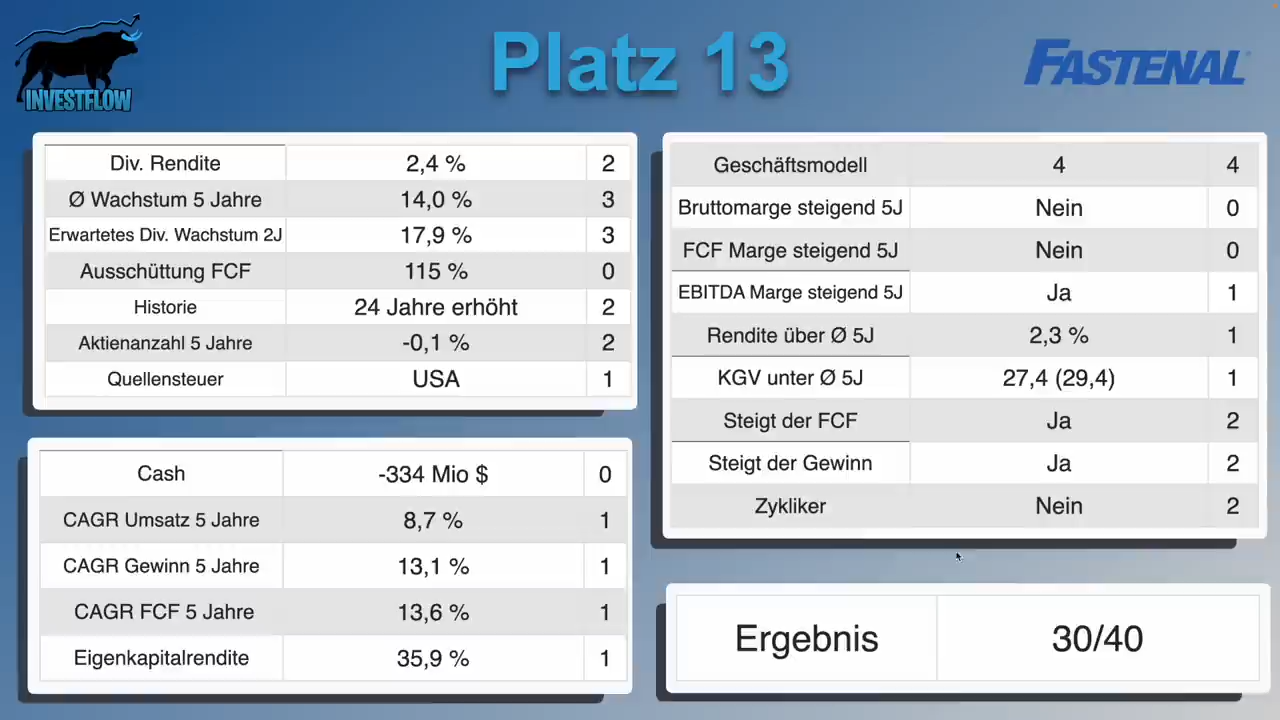 INVESTFLOW
Platz 13
FASTENAL
Div. Rendite 2,4 % 2
Ø Wachstum 5 Jahre 14,0 % 3
Erwartetes Div. Wachstum 2J 17,9 % 3
Ausschüttung FCF 115 % 0
Historie 24 Jahre erhöht 2
Aktienanzahl 5 Jahre -0,1 % 2
Quellensteuer USA 1
Cash -334 Mio $ 0
CAGR Umsatz 5 Jahre 8,7 % 1
CAGR Gewinn 5 Jahre 13,1 % 1
CAGR FCF 5 Jahre 13,6 % 1
Eigenkapitalrendite 35,9 % 1
Geschäftsmodell 4 4
Bruttomarge steigend 5J Nein 0
FCF Marge steigend 5J Nein 0
EBITDA Marge steigend 5J Ja 1
Rendite über Ø 5J 2,3 % 1
KGV unter Ø 5J 27,4 (29,4) 1
Steigt der FCF Ja 2
Steigt der Gewinn Ja 2
Zykliker Nein 2
Ergebnis 30/40